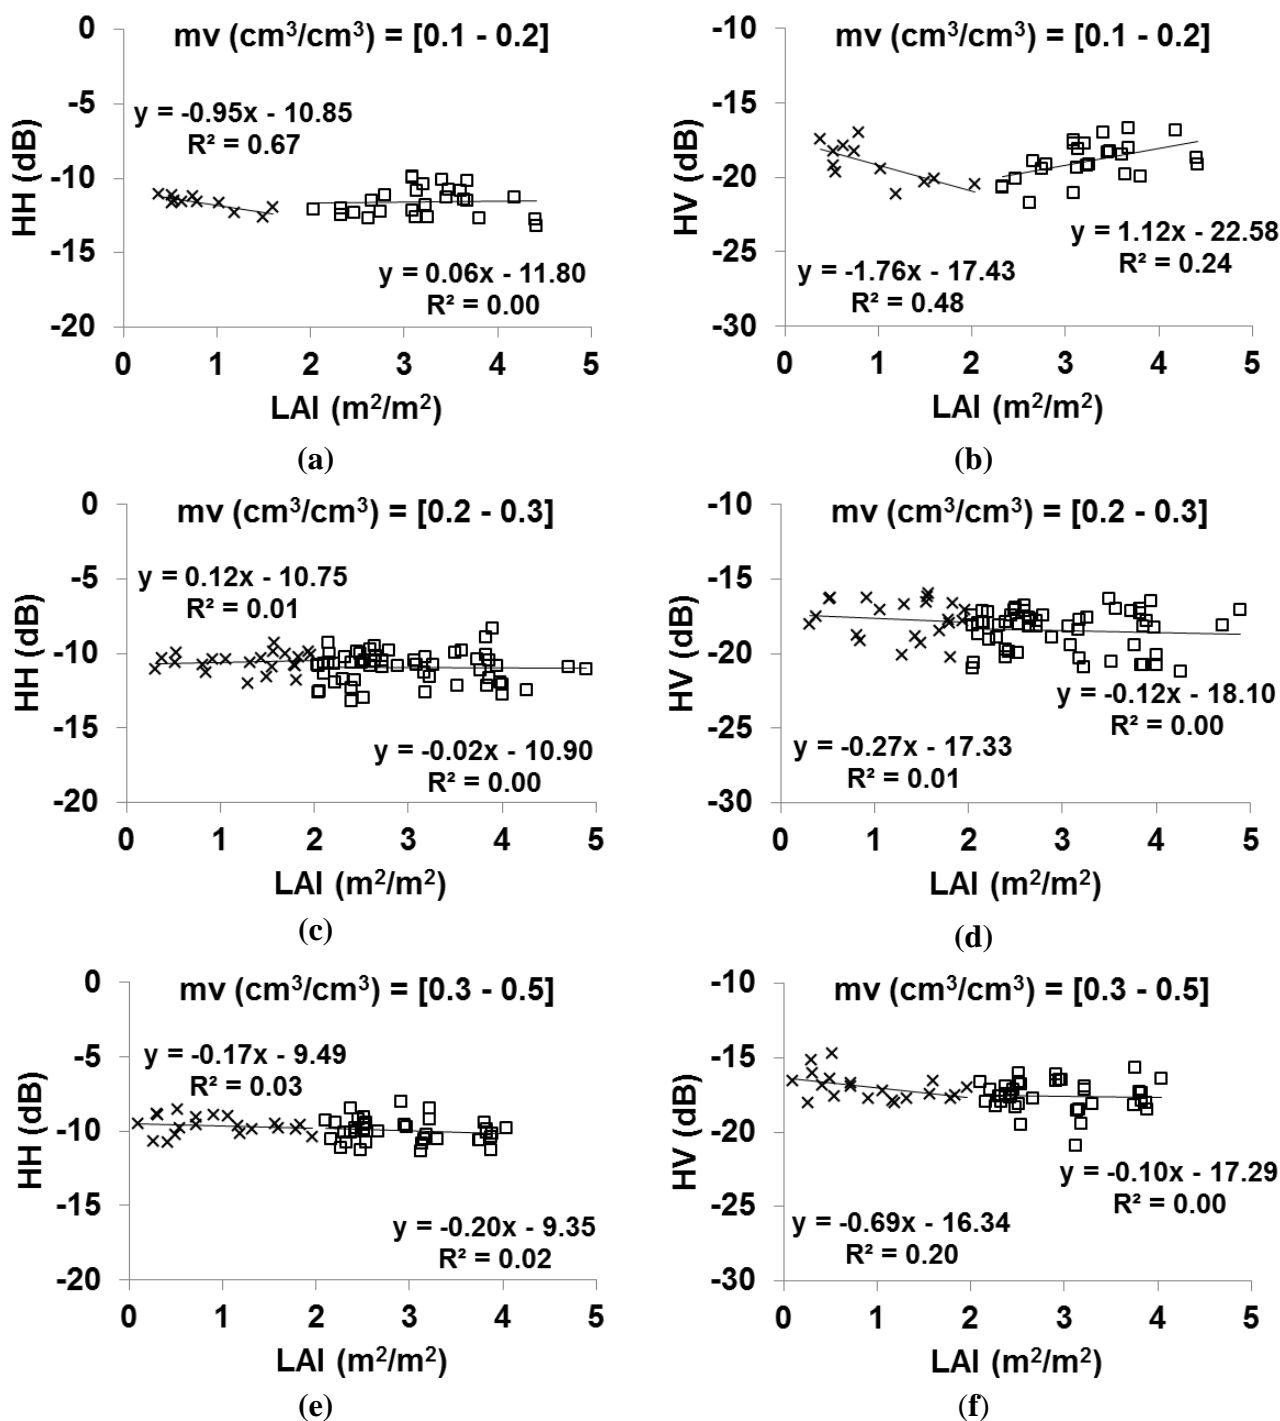 mv (cm³/cm³) = [0.1 - 0.2]
0
-5
-10
-15
-20
HH (dB)
y = -0.95x - 10.85
R² = 0.67
y = 0.06x - 11.80
R² = 0.00
0 1 2 3 4 5
LAI (m²/m²)
(a)
mv (cm³/cm³) = [0.1 - 0.2]
-10
-15
-20
-25
-30
HV (dB)
y = 1.12x - 22.58
R² = 0.24
y = -1.76x - 17.43
R² = 0.48
0 1 2 3 4 5
LAI (m²/m²)
(b)
mv (cm³/cm³) = [0.2 - 0.3]
0
-5
-10
-15
-20
HH (dB)
y = 0.12x - 10.75
R² = 0.01
y = -0.02x - 10.90
R² = 0.00
0 1 2 3 4 5
LAI (m²/m²)
(c)
mv (cm³/cm³) = [0.2 - 0.3]
-10
-15
-20
-25
-30
HV (dB)
y = -0.12x - 18.10
R² = 0.00
y = -0.27x - 17.33
R² = 0.01
0 1 2 3 4 5
LAI (m²/m²)
(d)
mv (cm³/cm³) = [0.3 - 0.5]
0
-5
-10
-15
-20
HH (dB)
y = -0.17x - 9.49
R² = 0.03
y = -0.20x - 9.35
R² = 0.02
0 1 2 3 4 5
LAI (m²/m²)
(e)
mv (cm³/cm³) = [0.3 - 0.5]
-10
-15
-20
-25
-30
HV (dB)
y = -0.10x - 17.29
R² = 0.00
y = -0.69x - 16.34
R² = 0.20
0 1 2 3 4 5
LAI (m²/m²)
(f)